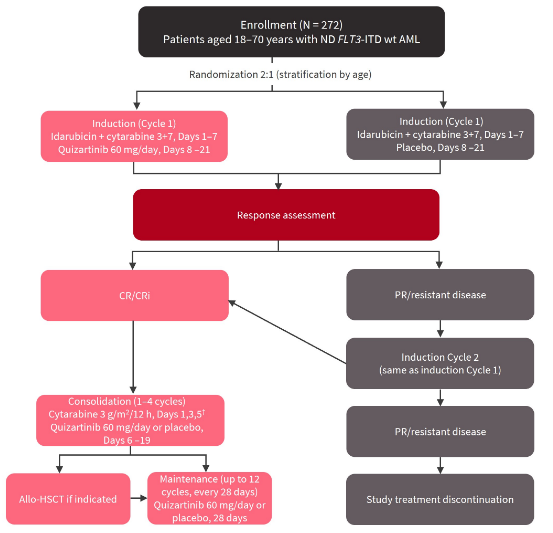 Enrollment (N = 272)
Patients aged 18–70 years with ND FLT3-ITD wt AML
Randomization 2:1 (stratification by age)
Induction (Cycle 1)
Idarubicin + cytarabine 3+7, Days 1–7
Quizartinib 60 mg/day, Days 8 –21
Induction (Cycle 1)
Idarubicin + cytarabine 3+7, Days 1–7
Placebo, Days 8 –21
Response assessment
CR/CRi
PR/resistant disease
Induction Cycle 2
(same as induction Cycle 1)
Consolidation (1–4 cycles)
Cytarabine 3 g/m²/12 h, Days 1,3,5†
Quizartinib 60 mg/day or placebo,
Days 6 –19
PR/resistant disease
Allo-HSCT if indicated
Maintenance (up to 12
cycles, every 28 days)
Quizartinib 60 mg/day or
placebo, 28 days
Study treatment discontinuation